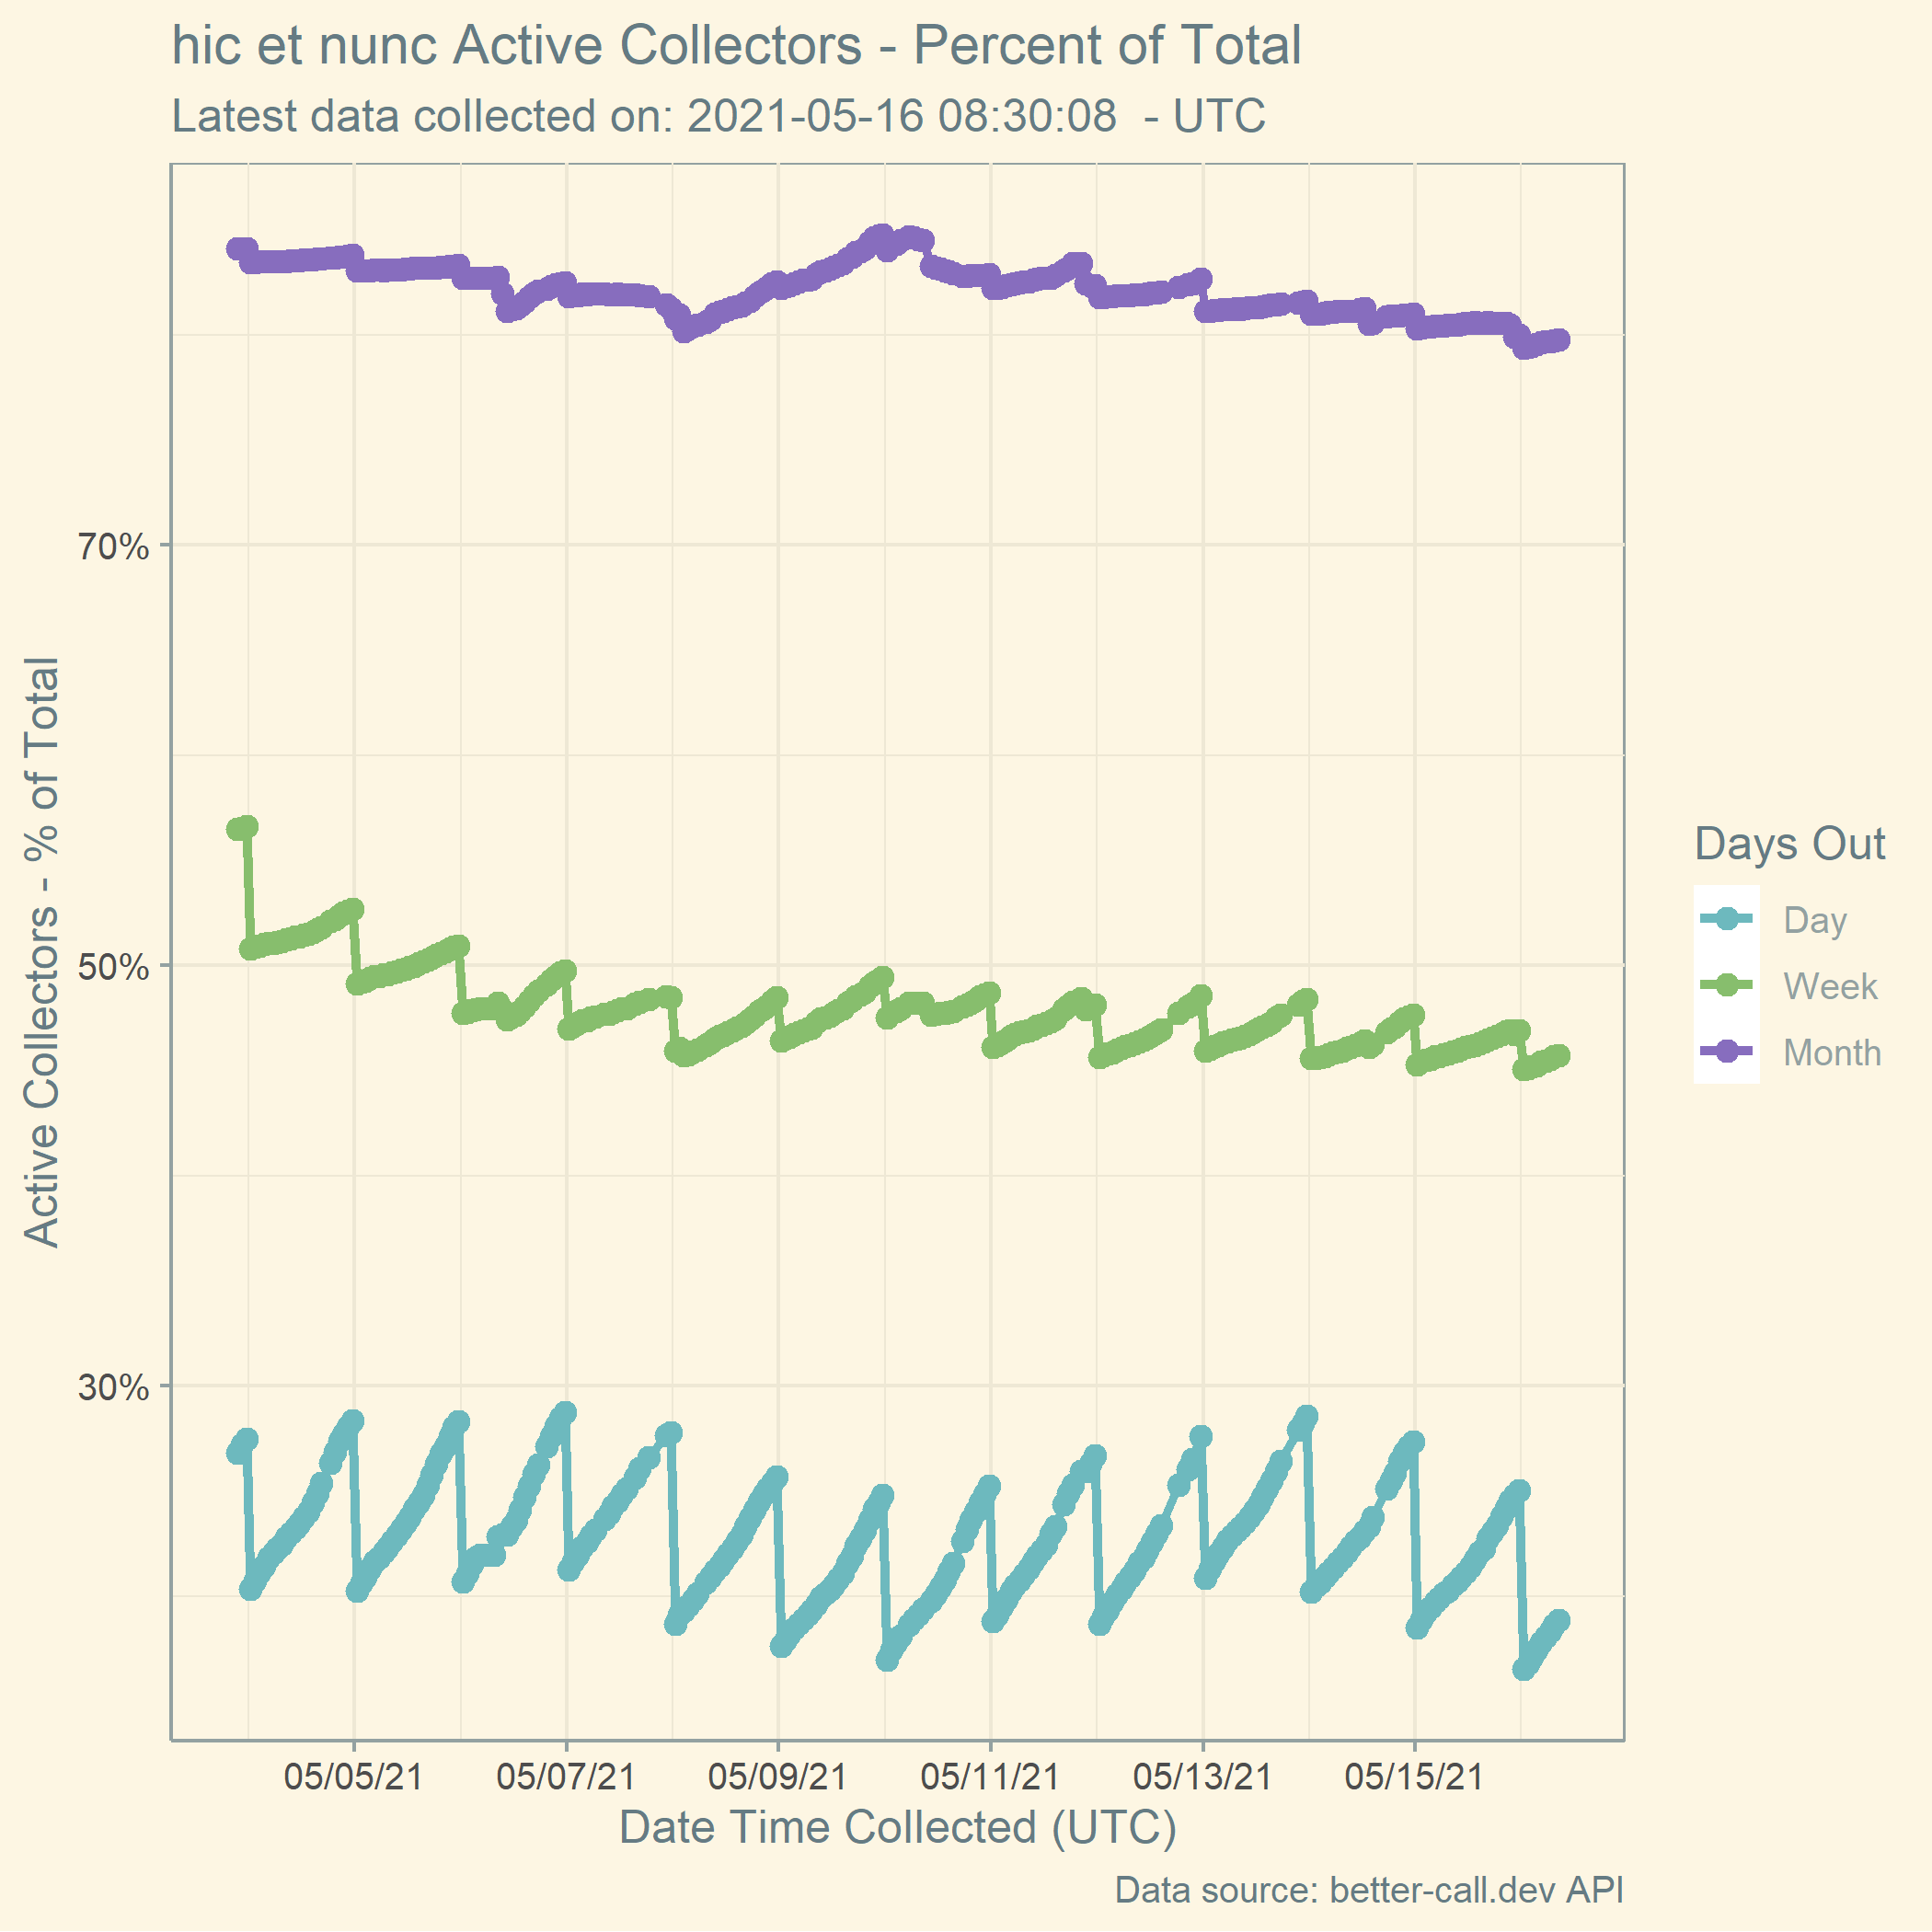 hic et nunc Active Collectors - Percent of Total
Latest data collected on: 2021-05-16 08:30:08  - UTC
Active Collectors - % of Total
70%
50%
30%
05/05/21
05/07/21
05/09/21
05/11/21
05/13/21
05/15/21
Date Time Collected (UTC)
Days Out
Day
Week
Month
Data source: better-call.dev API